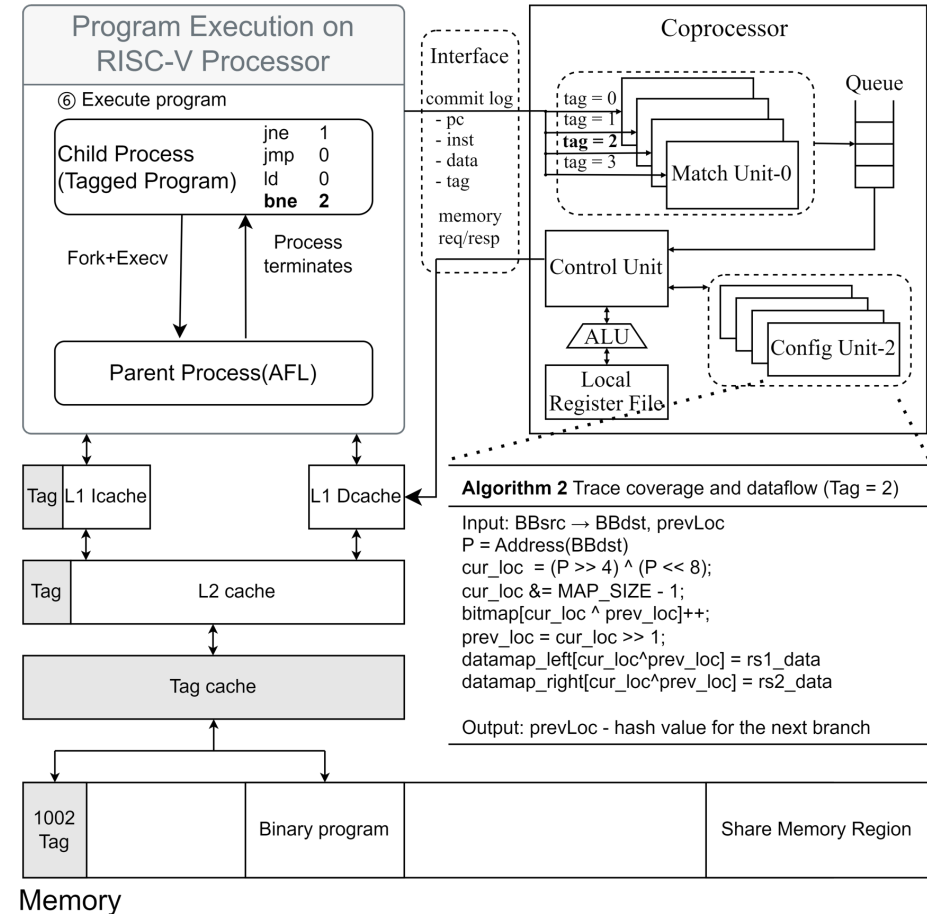 Program Execution on
RISC-V Processor
⑥ Execute program
Child Process
(Tagged Program)
jne 1
jmp 0
ld 0
bne 2
Fork+Execv
Process
terminates
Parent Process(AFL)
Interface
commit log
- pc
- inst
- data
- tag
memory
req/resp
Coprocessor
tag = 0
tag = 1
tag = 2
tag = 3
Match Unit-0
Queue
Control Unit
ALU
Local
Register File
Config Unit-2
Tag
L1 Icache
L1 Dcache
Tag
L2 cache
Tag cache
Algorithm 2 Trace coverage and dataflow (Tag = 2)
Input: BBsrc → BBdst, prevLoc
P = Address(BBdst)
cur_loc = (P >> 4) ^ (P << 8);
cur_loc &= MAP_SIZE - 1;
bitmap[cur_loc ^ prev_loc]++;
prev_loc = cur_loc >> 1;
datamap_left[cur_loc^prev_loc] = rs1_data
datamap_right[cur_loc^prev_loc] = rs2_data
Output: prevLoc - hash value for the next branch
1002
Tag
Binary program
Share Memory Region
Memory